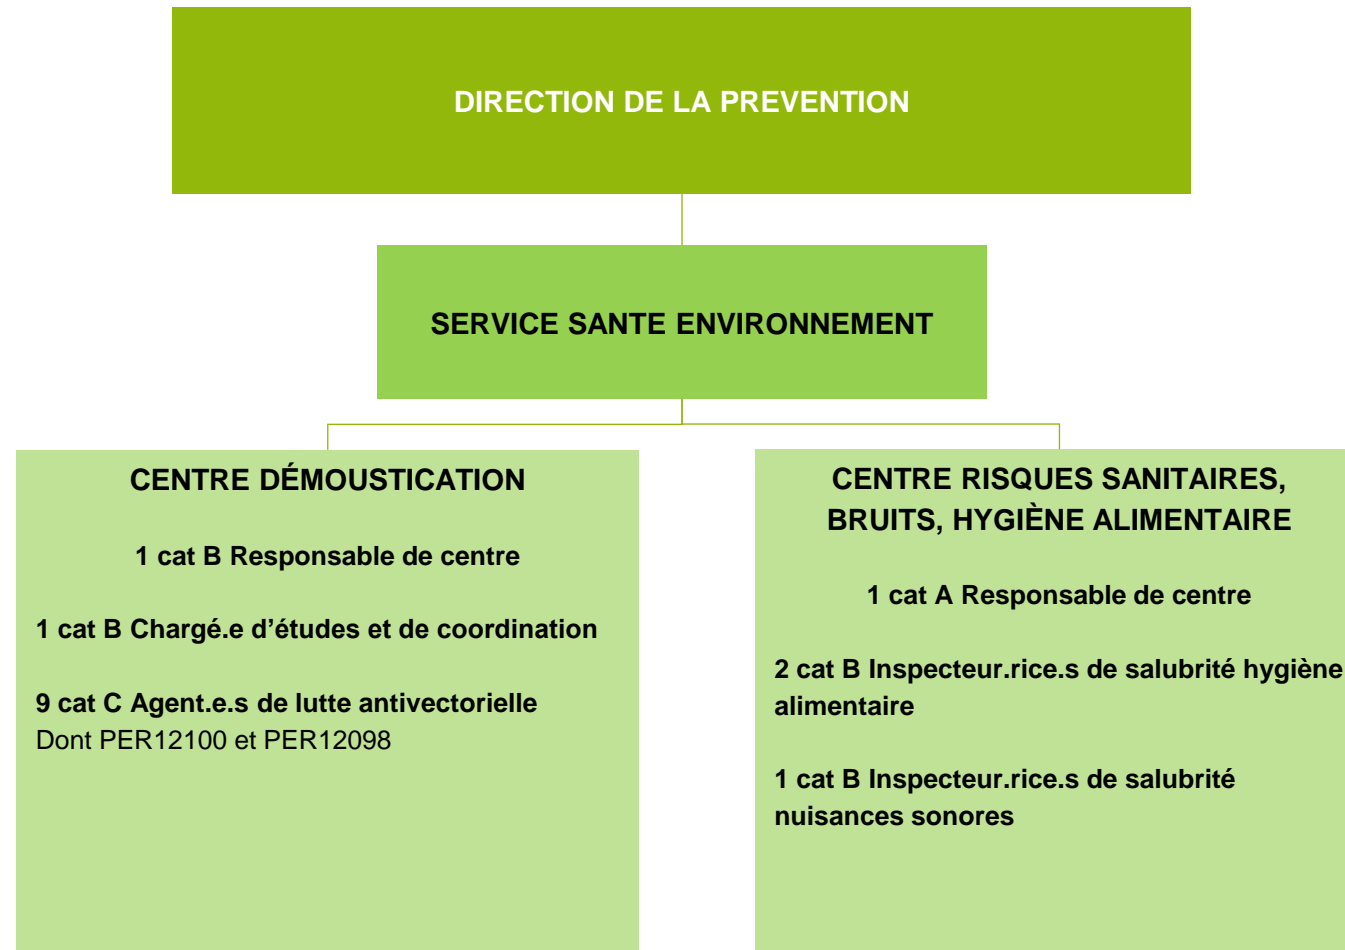 DIRECTION DE LA PREVENTION
SERVICE SANTE ENVIRONNEMENT
CENTRE DÉMOUSTICATION
1 cat B Responsable de centre
1 cat B Chargé.e d’études et de coordination
9 cat C Agent.e.s de lutte antivectorielle
Dont PER12100 et PER12098
CENTRE RISQUES SANITAIRES,
BRUITS, HYGIÈNE ALIMENTAIRE
1 cat A Responsable de centre
2 cat B Inspecteur.rice.s de salubrité hygiène
alimentaire
1 cat B Inspecteur.rice.s de salubrité
nuisances sonores